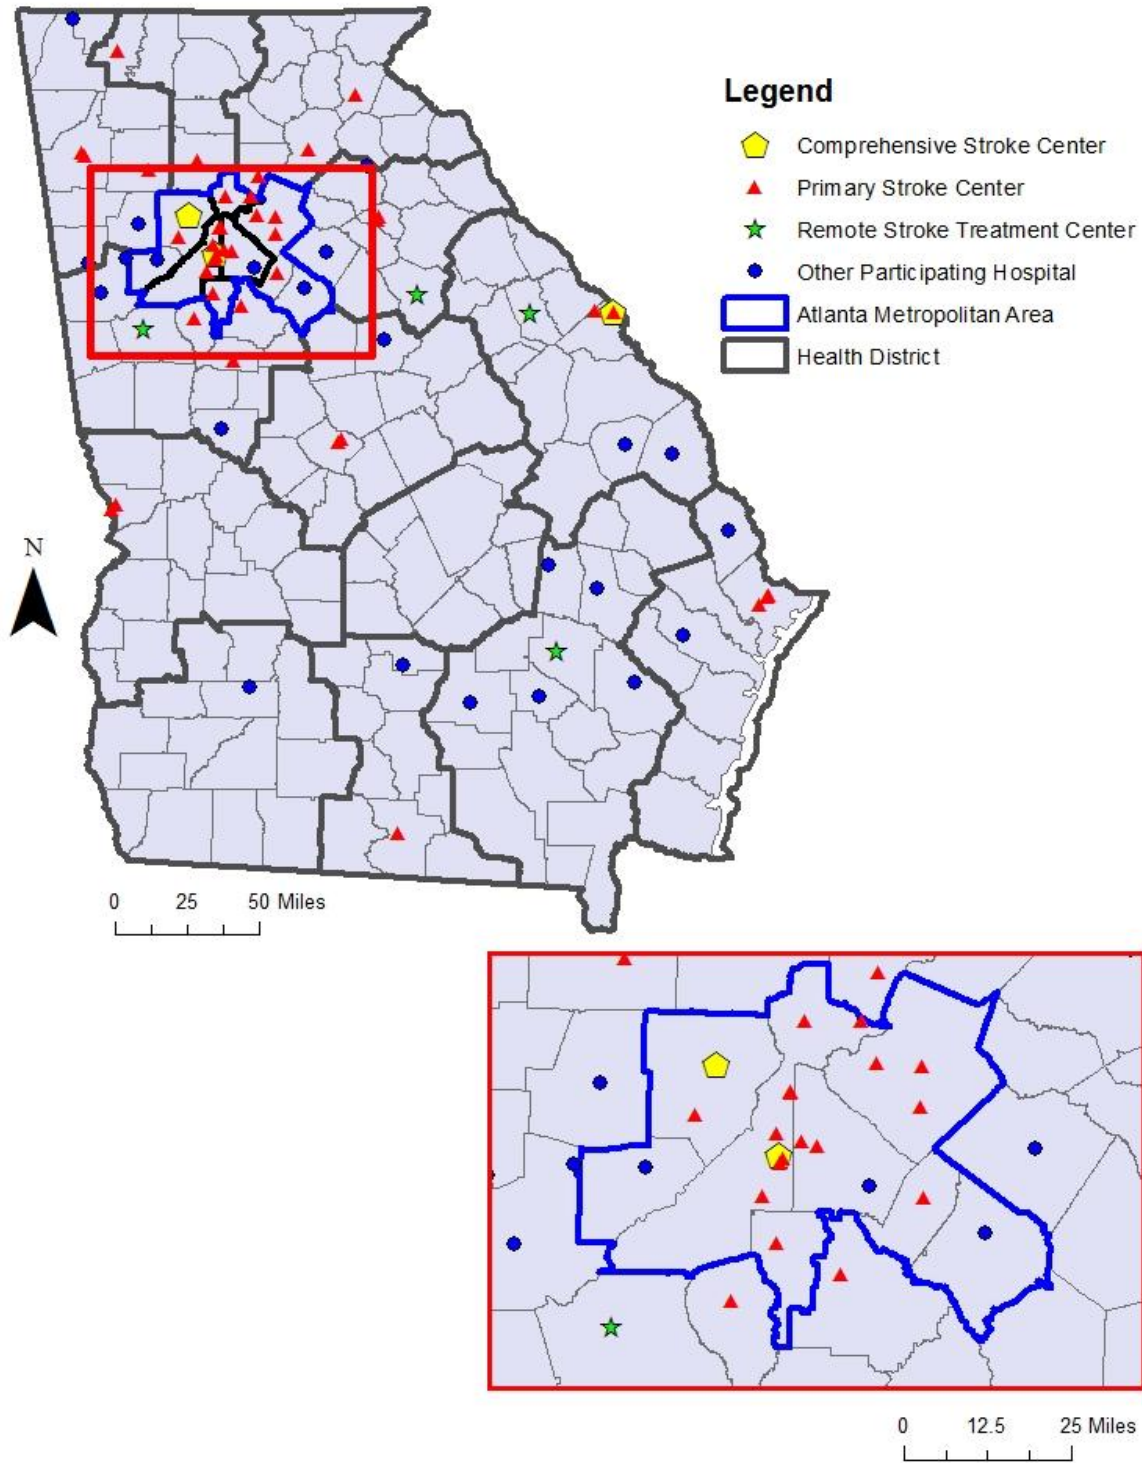 Legend
Comprehensive Stroke Center
Primary Stroke Center
Remote Stroke Treatment Center
Other Participating Hospital
Atlanta Metropolitan Area
Health District
N
0 25 50 Miles
0 12.5 25 Miles